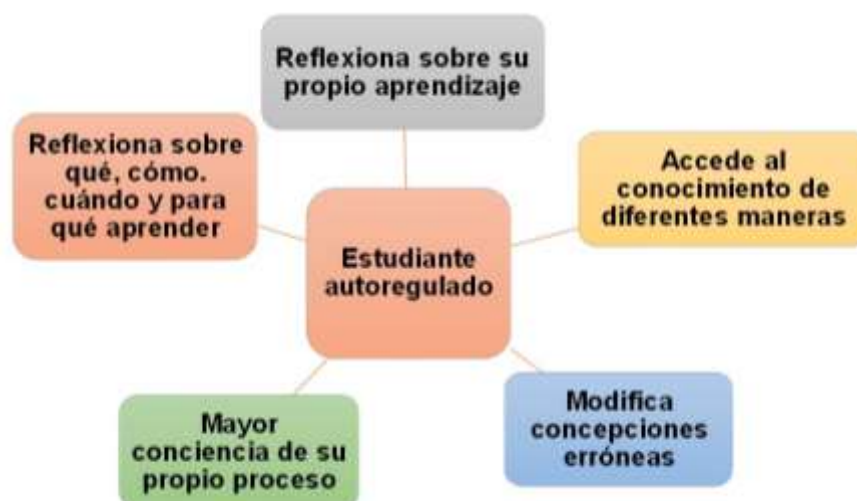 Reflexiona sobre su
propio aprendizaje
Reflexiona sobre
qué, cómo. 
cuándo y para
qué aprender
Accede al
conocimiento de
diferentes maneras
Estudiante
autoregulado
Mayor
conciencia de su
propio proceso
Modifica
concepciones
erróneas